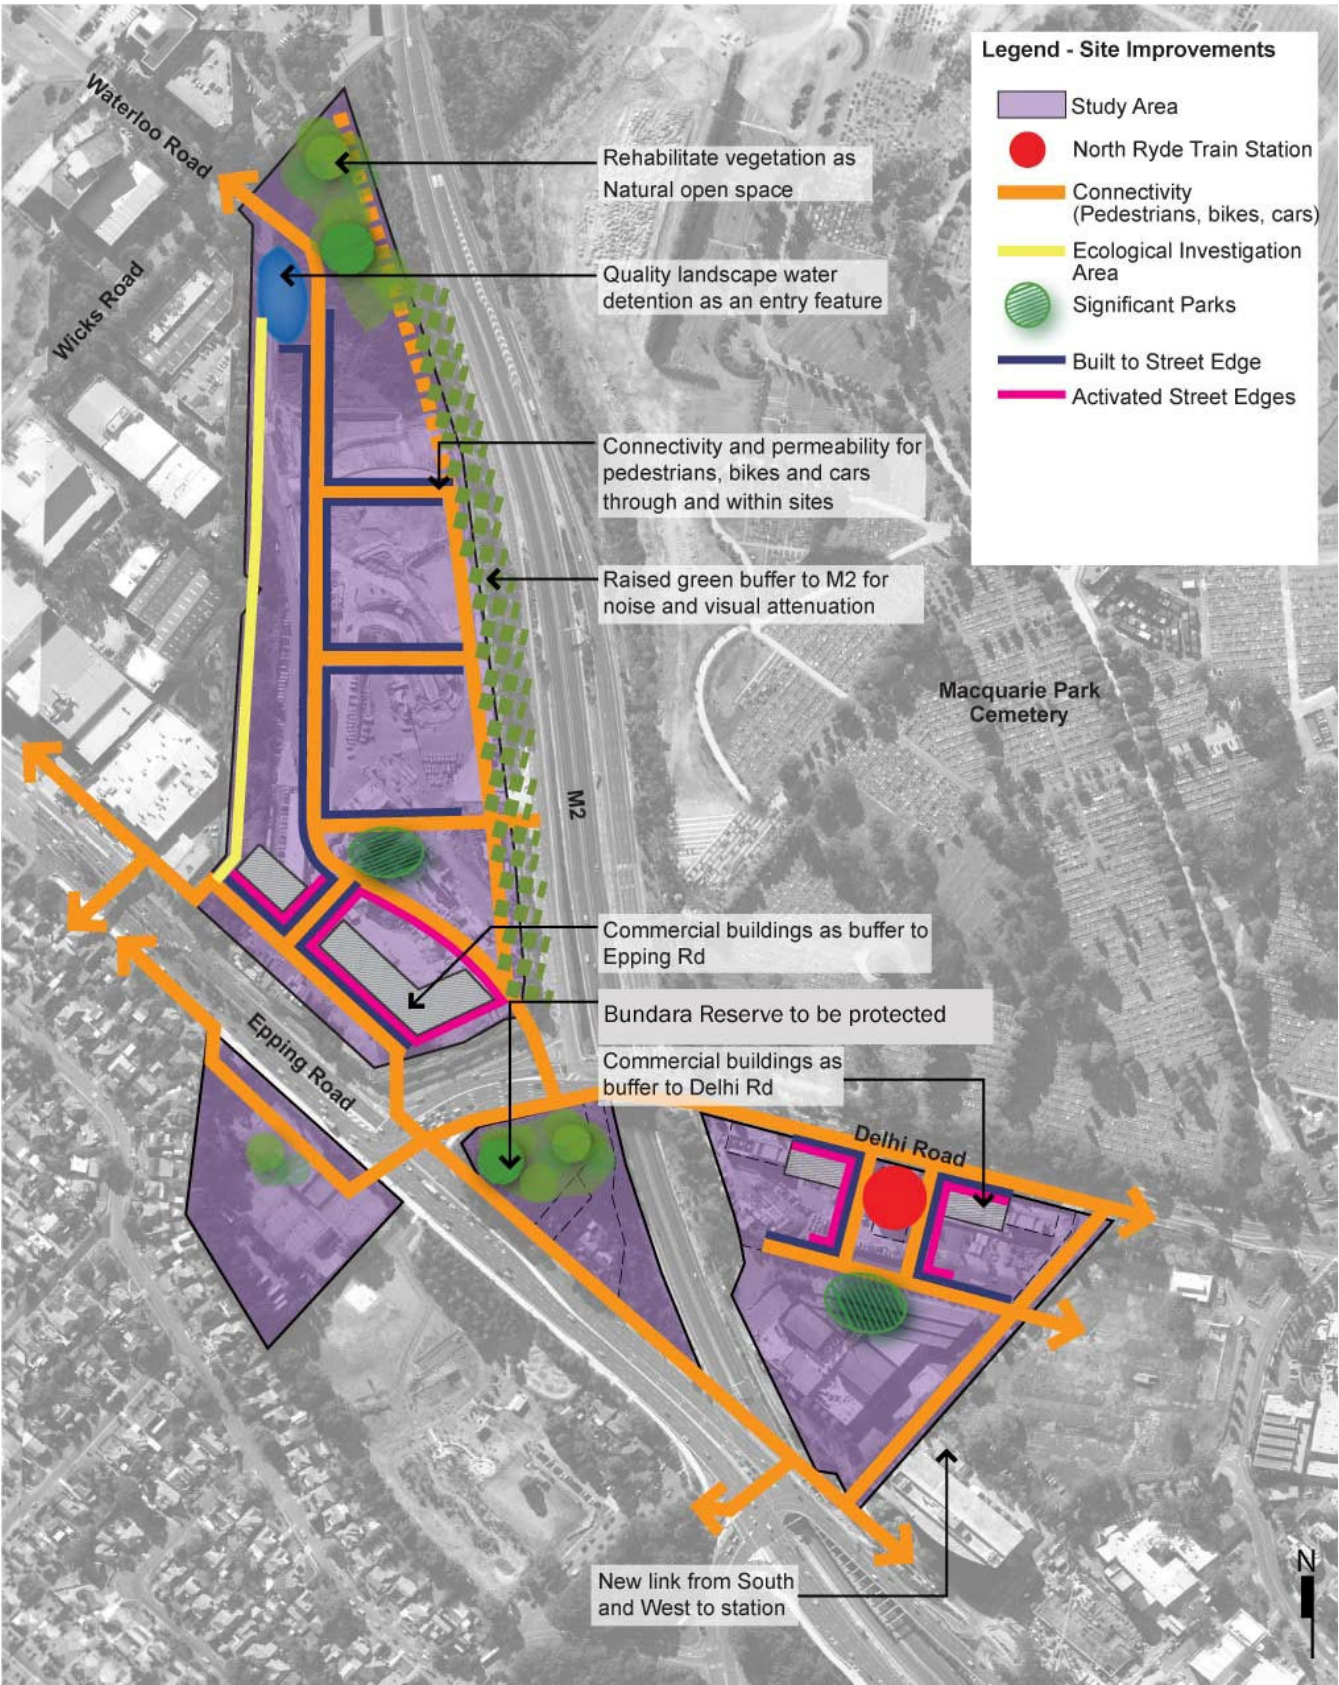 Legend - Site Improvements
Study Area
North Ryde Train Station
Connectivity
(Pedestrians, bikes, cars)
Ecological Investigation
Area
Significant Parks
Built to Street Edge
Activated Street Edges
Waterloo Road
Wicks Road
Rehabilitate vegetation as
Natural open space
Quality landscape water
detention as an entry feature
Connectivity and permeability for
pedestrians, bikes and cars
through and within sites
Raised green buffer to M2 for
noise and visual attenuation
Macquarie Park
Cemetery
M2
Commercial buildings as buffer to
Epping Rd
Bundara Reserve to be protected
Commercial buildings as
buffer to Delhi Rd
Epping Road
Delhi Road
New link from South
and West to station
N